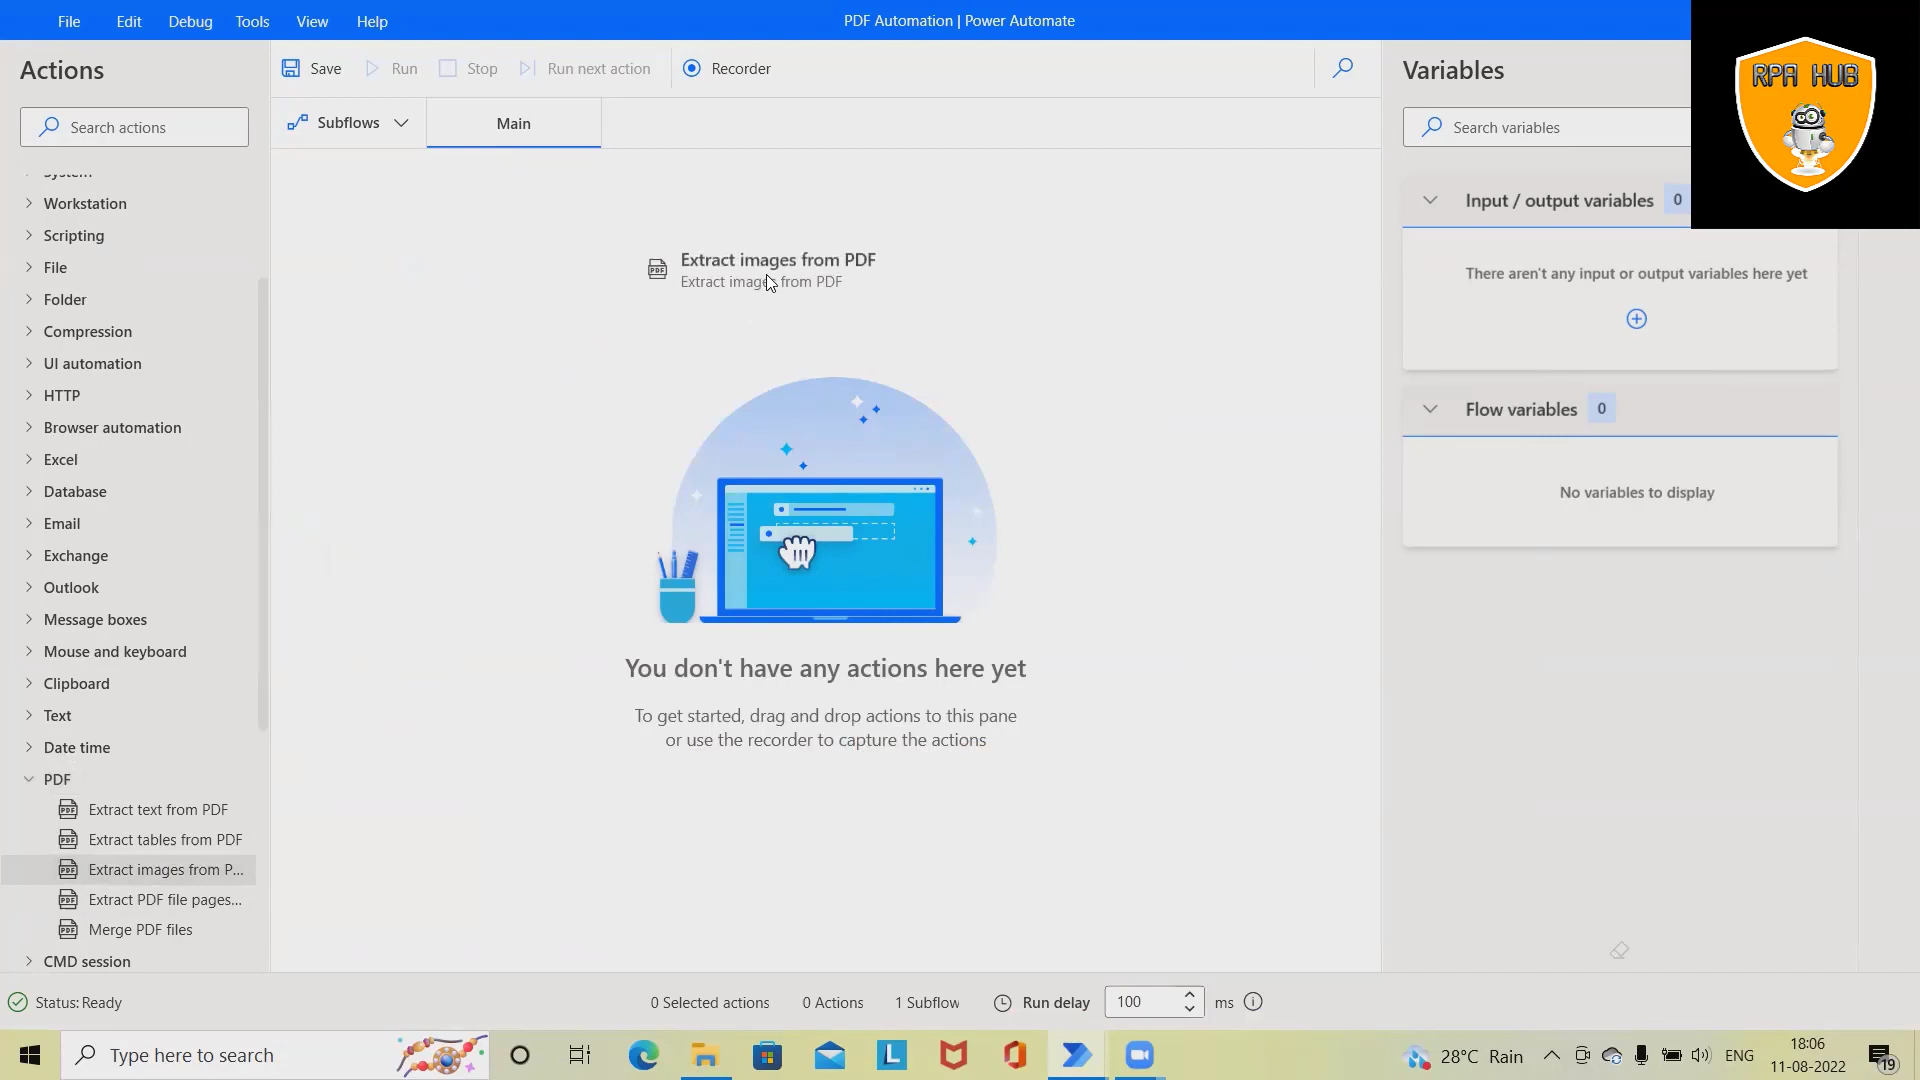 File Edit Debug Tools View Help
PDF Automation | Power Automate
RPA HUB
Actions
Search actions
System
Workstation
Scripting
File
Folder
Compression
UI automation
HTTP
Browser automation
Excel
Database
Email
Exchange
Outlook
Message boxes
Mouse and keyboard
Clipboard
Text
Date time
PDF
Extract text from PDF
Extract tables from PDF
Extract images from P...
Extract PDF file pages...
Merge PDF files
CMD session
Save Run Stop Run next action Recorder
Subflows Main
Extract images from PDF
Extract images from PDF
You don't have any actions here yet
To get started, drag and drop actions to this pane
or use the recorder to capture the actions
Variables
Search variables
Input / output variables 0
There aren't any input or output variables here yet
Flow variables 0
No variables to display
Status: Ready 0 Selected actions 0 Actions 1 Subflow Run delay 100 ms
Type here to search
28°C Rain ENG
18:06
11-08-2022
19